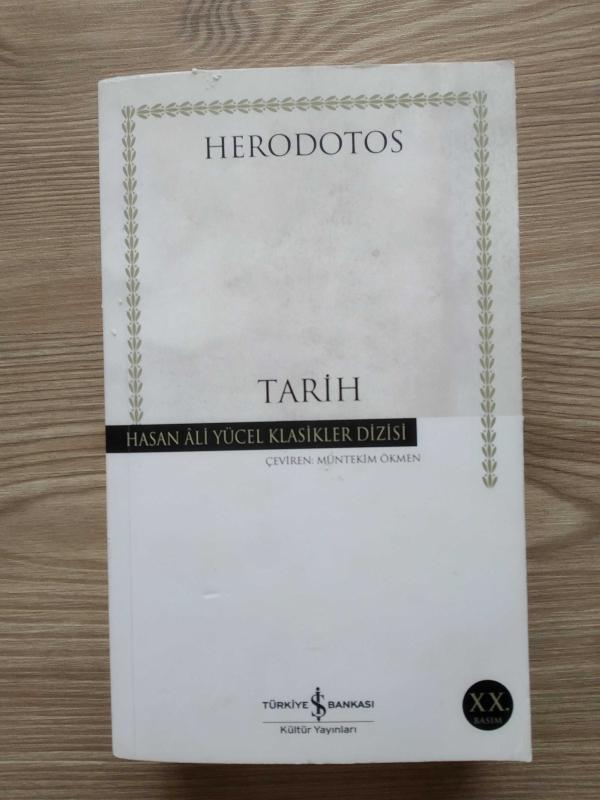 HERODOTOS
TARİH
HASAN ÂLİ YÜCEL KLASİKLER DİZİSİ
ÇEVİREN: MÜNTEKİM ÖKMEN
TÜRKİYE İŞ BANKASI
Kültür Yayınları
XX.
BASIM